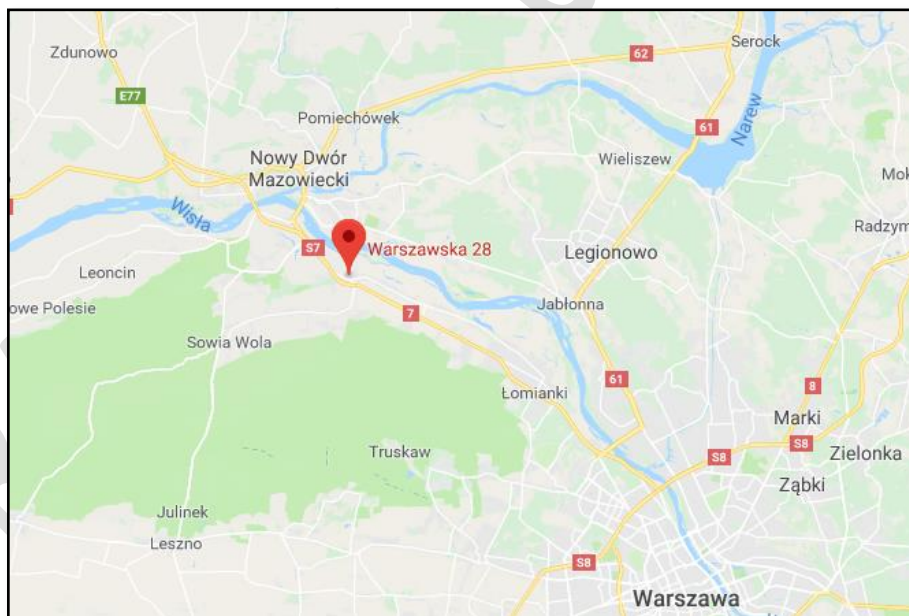 Zdunowo
62
Serock
E77
Pomiechówek
61
Narew
Nowy Dwór
Mazowiecki
Wieliszew
Wisła
S7
Warszawska 28
Legionowo
Leoncin
owe Polesie
Jabłonna
7
Sowia Wola
61
8
Łomianki
Marki
Truskaw
S8
S8
Zielonka
Ząbki
Julinek
Leszno
S8
Warszawa
Radzym
Mok